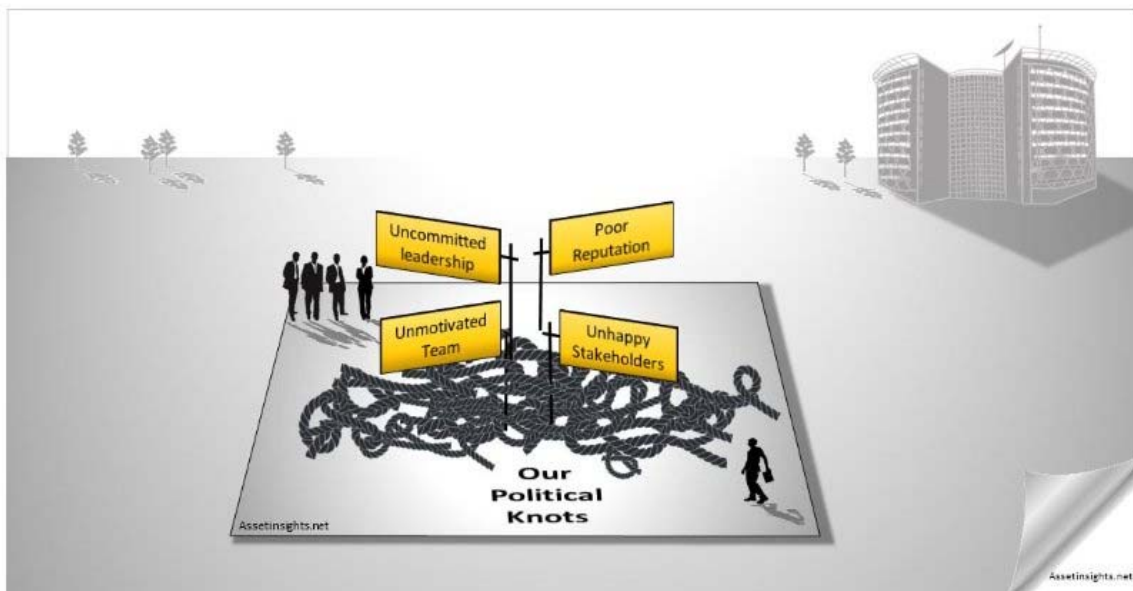 Uncommitted
leadership
Poor
Reputation
Unmotivated
Team
Unhappy
Stakeholders
Our
Political
Knots
Assetinsights.net
Assetinsights.net